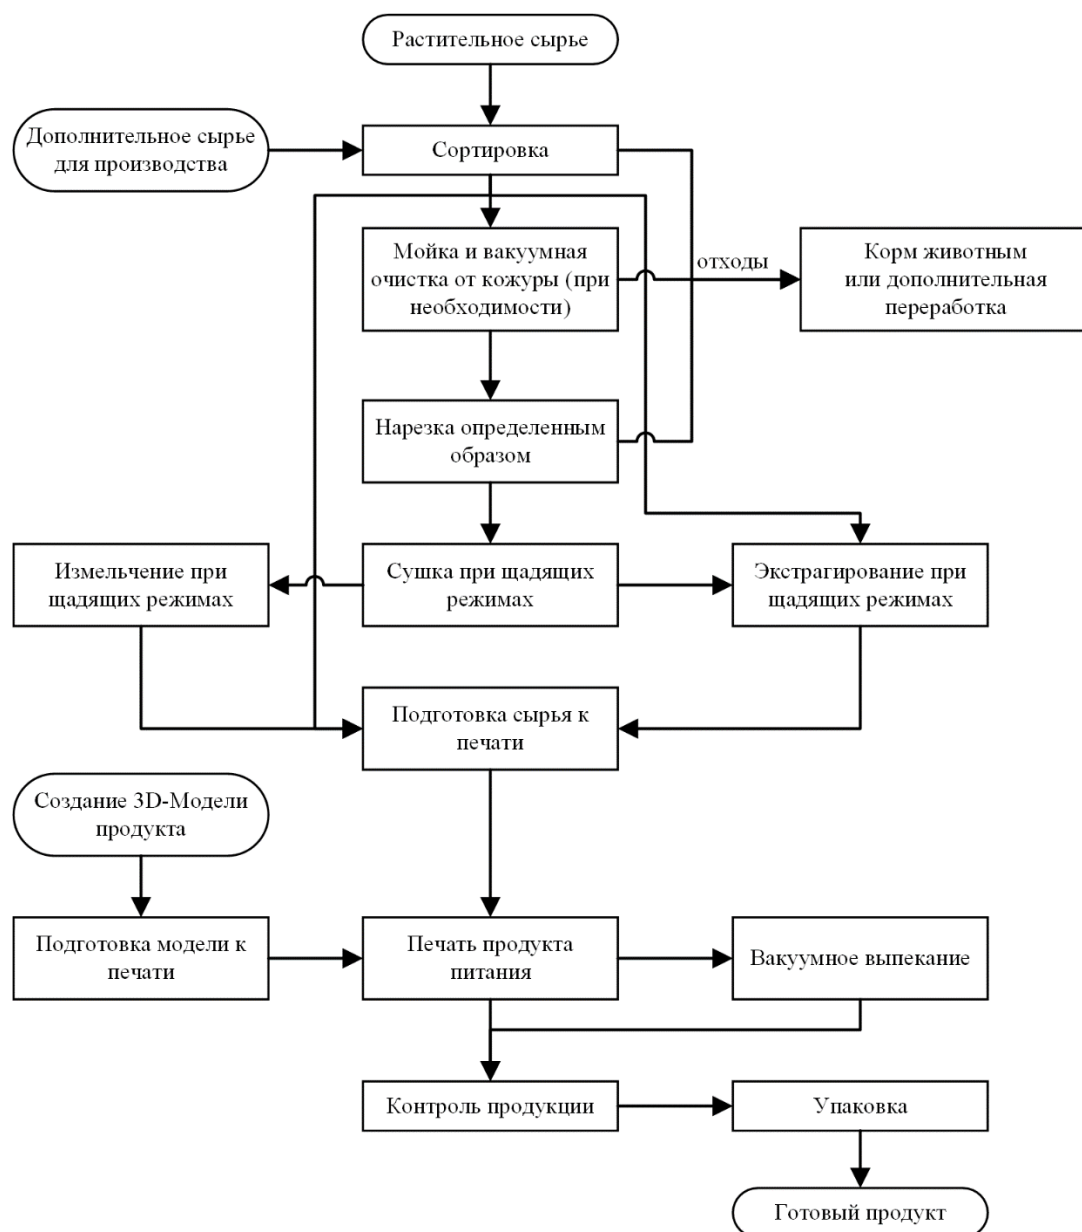 Растительное сырье
Дополнительное сырье
для производства
Сортировка
Мойка и вакуумная
очистка от кожуры (при
необходимости)
отходы
Корм животным
или дополнительная
переработка
Нарезка определенным
образом
Измельчение при
щадящих режимах
Сушка при щадящих
режимах
Экстрагирование при
щадящих режимах
Подготовка сырья к
печати
Создание 3D-Модели
продукта
Подготовка модели к
печати
Печать продукта
питания
Вакуумное выпекание
Контроль продукции
Упаковка
Готовый продукт